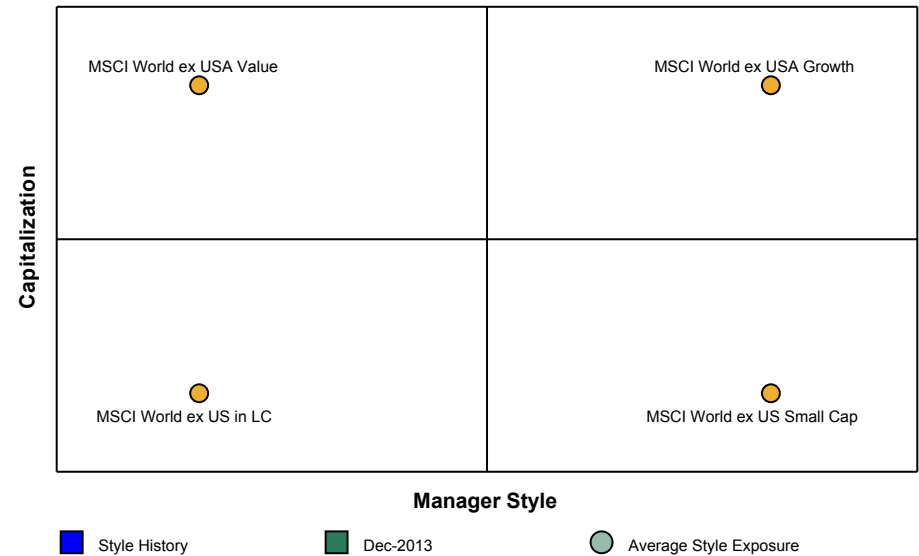 MSCI World ex USA Value
MSCI World ex USA Growth
Capitalization
MSCI World ex US in LC
MSCI World ex US Small Cap
Manager Style
Style History
Dec-2013
Average Style Exposure